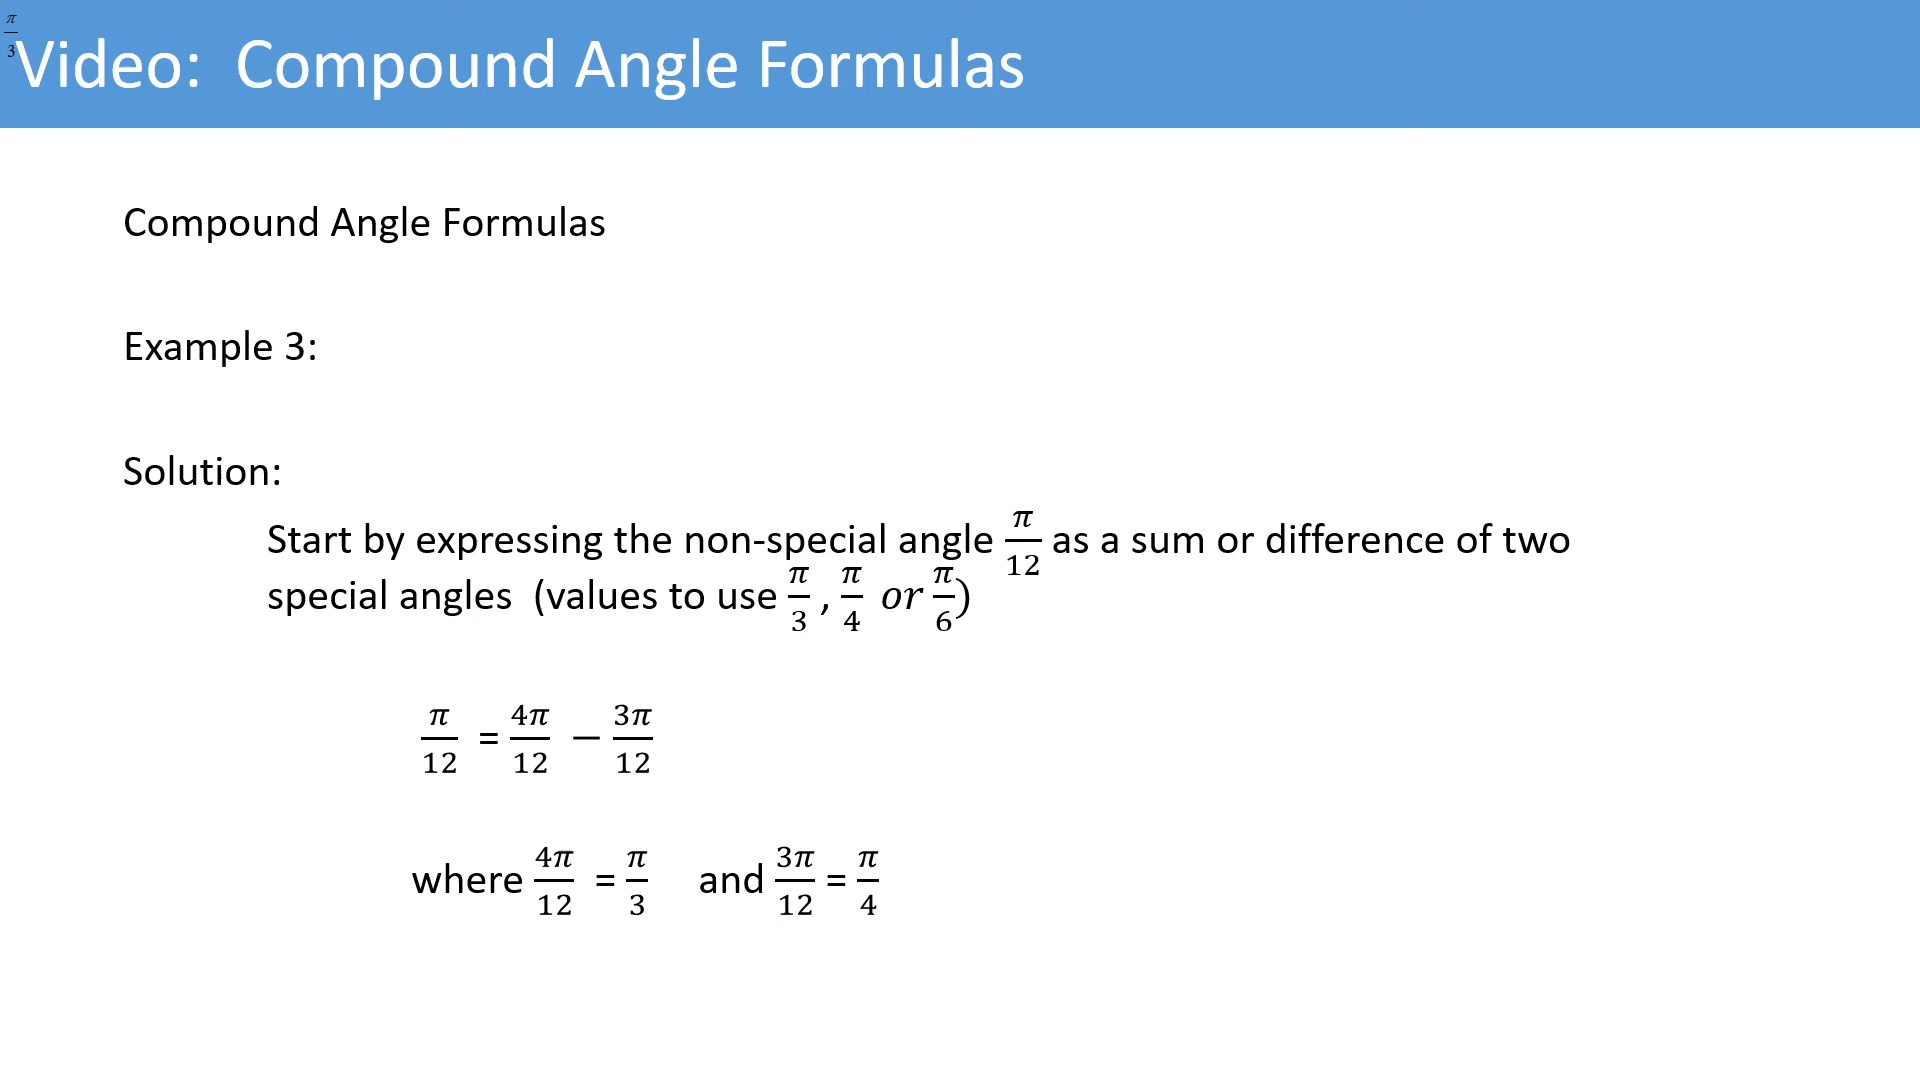 π/3
Video: Compound Angle Formulas
Compound Angle Formulas
Example 3:
Solution:
Start by expressing the non-special angle π/12 as a sum or difference of two
special angles (values to use π/3 , π/4 or π/6)
π/12 = 4π/12 − 3π/12
where 4π/12 = π/3 and 3π/12 = π/4